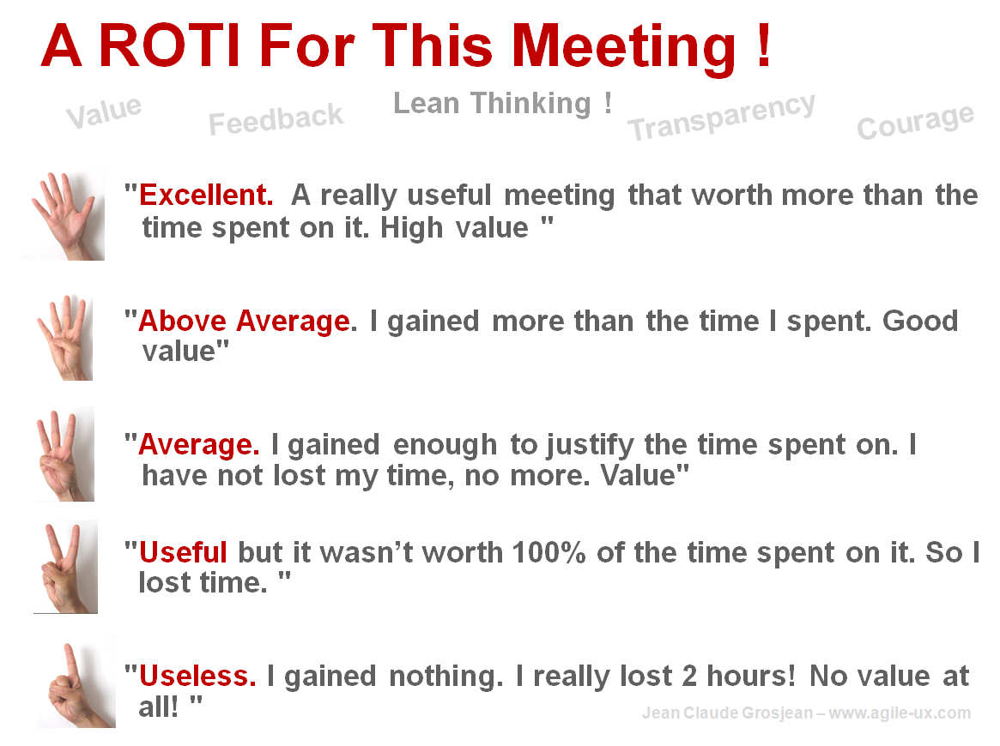 A ROTI For This Meeting !
Lean Thinking !
Value
Feedback
Transparency
Courage
"Excellent. A really useful meeting that worth more than the
time spent on it. High value "
"Above Average. I gained more than the time I spent. Good
value"
"Average. I gained enough to justify the time spent on. I
have not lost my time, no more. Value"
"Useful but it wasn’t worth 100% of the time spent on it. So I
lost time. "
"Useless. I gained nothing. I really lost 2 hours! No value at
all! "
Jean Claude Grosjean – www.agile-ux.com